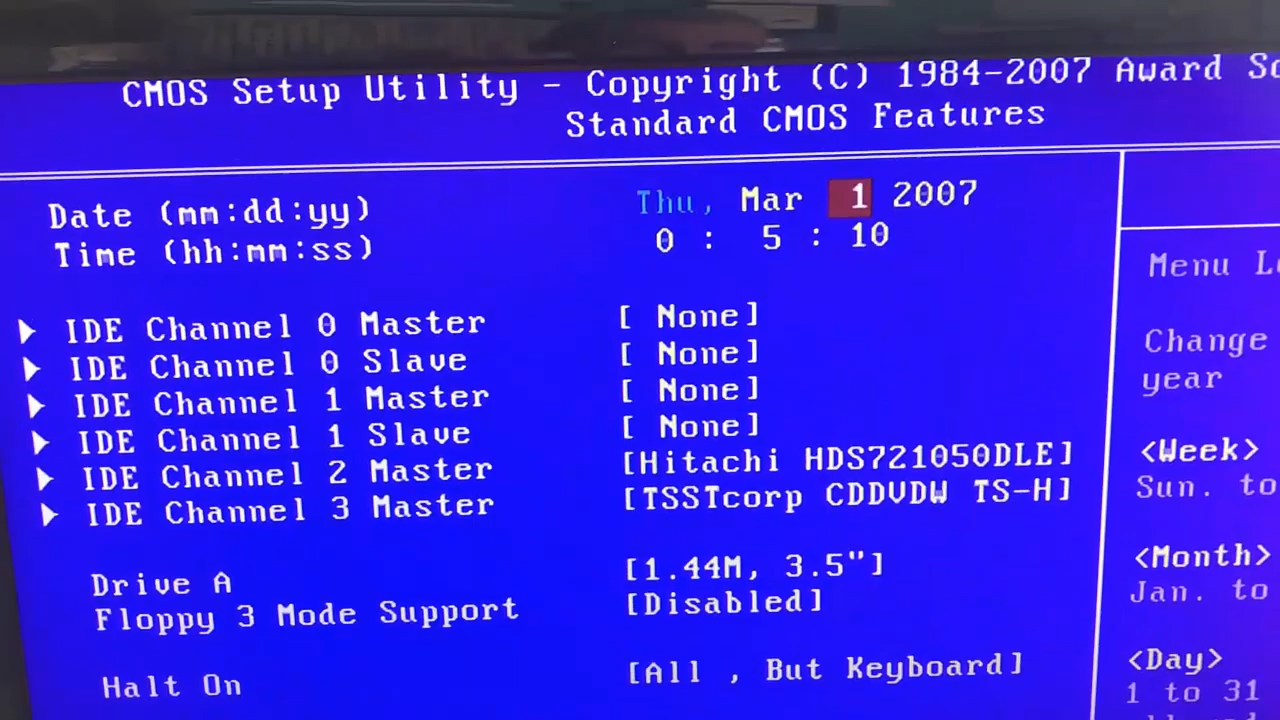 CMOS Setup Utility - Copyright (C) 1984-2007 Award
Standard CMOS Features
Date (mm:dd:yy) Thu, Mar 1 2007
Time (hh:mm:ss) 0 : 5 : 10
Menu
IDE Channel 0 Master [ None]
Change
IDE Channel 0 Slave [ None]
year
IDE Channel 1 Master [ None]
IDE Channel 1 Slave [ None]
<Week>
IDE Channel 2 Master [Hitachi HDS721050DLE]
Sun. to
IDE Channel 3 Master [TSSTcorp CDDVDW TS-H]
<Month>
Drive A [1.44M, 3.5"]
Jan. to
Floppy 3 Mode Support [Disabled]
<Day>
Halt On [All , But Keyboard]
1 to 31